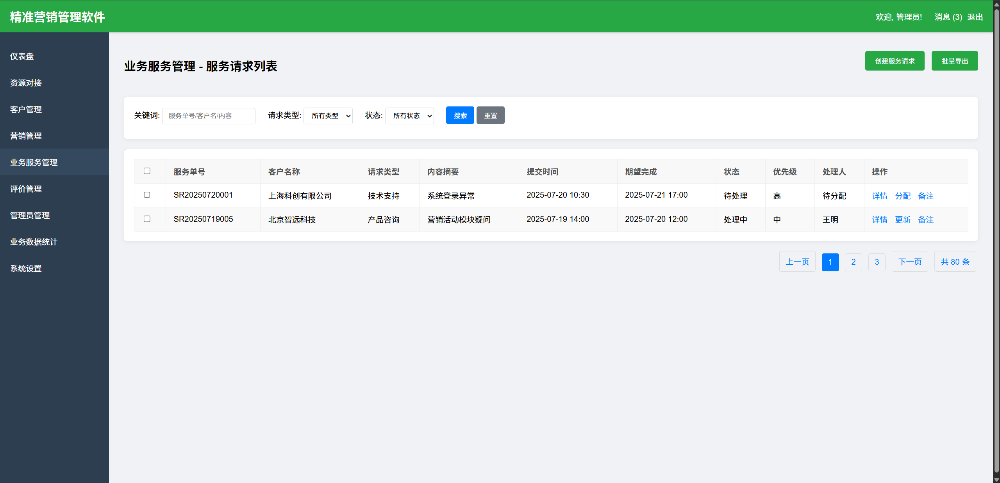 精准营销管理软件
欢迎, 管理员! 消息 (3) 退出
仪表盘
资源对接
客户管理
营销管理
业务服务管理
评价管理
管理员管理
业务数据统计
系统设置
业务服务管理 - 服务请求列表
创建服务请求 批量导出
关键词: 服务单号/客户名/内容 请求类型: 所有类型 状态: 所有状态 搜索 重置
服务单号 客户名称 请求类型 内容摘要 提交时间 期望完成 状态 优先级 处理人 操作
SR20250720001 上海科创有限公司 技术支持 系统登录异常 2025-07-20 10:30 2025-07-21 17:00 待处理 高 待分配 详情 分配 备注
SR20250719005 北京智远科技 产品咨询 营销活动模块疑问 2025-07-19 14:00 2025-07-20 12:00 处理中 中 王明 详情 更新 备注
上一页 1 2 3 下一页 共 80 条